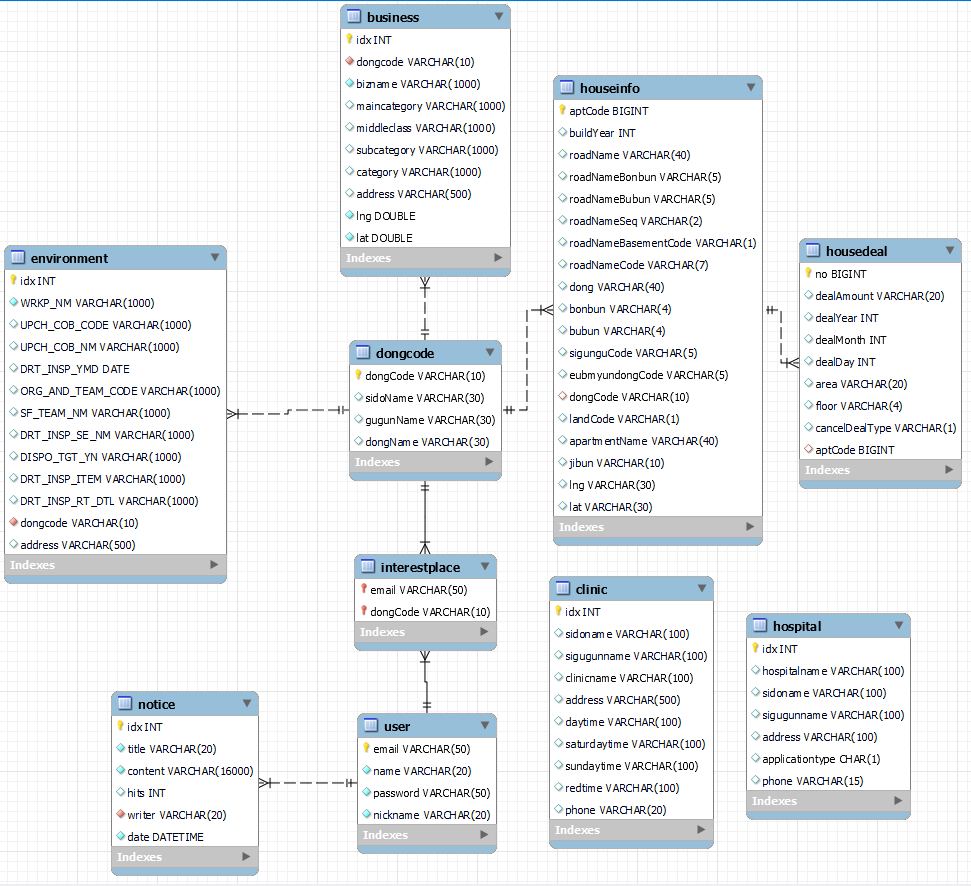 business
idx INT
dongcode VARCHAR(10)
bizname VARCHAR(1000)
maincategory VARCHAR(1000)
middleclass VARCHAR(1000)
subcategory VARCHAR(1000)
category VARCHAR(1000)
address VARCHAR(500)
lng DOUBLE
lat DOUBLE
Indexes
houseinfo
aptCode BIGINT
buildYear INT
roadName VARCHAR(40)
roadNameBonbun VARCHAR(5)
roadNameBubun VARCHAR(5)
roadNameSeq VARCHAR(2)
roadNameBasementCode VARCHAR(1)
roadNameCode VARCHAR(7)
dong VARCHAR(40)
bonbun VARCHAR(4)
bubun VARCHAR(4)
sigunguCode VARCHAR(5)
eubmyundongCode VARCHAR(5)
dongCode VARCHAR(10)
landCode VARCHAR(1)
apartmentName VARCHAR(40)
jibun VARCHAR(10)
lng VARCHAR(30)
lat VARCHAR(30)
Indexes
housedeal
no BIGINT
dealAmount VARCHAR(20)
dealYear INT
dealMonth INT
dealDay INT
area VARCHAR(20)
floor VARCHAR(4)
cancelDealType VARCHAR(1)
aptCode BIGINT
Indexes
environment
idx INT
WRKP_NM VARCHAR(1000)
UPCH_COB_CODE VARCHAR(1000)
UPCH_COB_NM VARCHAR(1000)
DRT_INSP_YMD DATE
ORG_AND_TEAM_CODE VARCHAR(1000)
SF_TEAM_NM VARCHAR(1000)
DRT_INSP_SE_NM VARCHAR(1000)
DISPO_TGT_YN VARCHAR(1000)
DRT_INSP_ITEM VARCHAR(1000)
DRT_INSP_RT_DTL VARCHAR(1000)
dongcode VARCHAR(10)
address VARCHAR(500)
Indexes
dongcode
dongCode VARCHAR(10)
sidoName VARCHAR(30)
gugunName VARCHAR(30)
dongName VARCHAR(30)
Indexes
interestplace
email VARCHAR(50)
dongCode VARCHAR(10)
Indexes
clinic
idx INT
sidoname VARCHAR(100)
sigugunname VARCHAR(100)
clinicname VARCHAR(100)
address VARCHAR(500)
daytime VARCHAR(100)
saturdaytime VARCHAR(100)
sundaytime VARCHAR(100)
redtime VARCHAR(100)
phone VARCHAR(20)
Indexes
hospital
idx INT
hospitalname VARCHAR(100)
sidoname VARCHAR(100)
sigugunname VARCHAR(100)
address VARCHAR(100)
applicationtype CHAR(1)
phone VARCHAR(15)
Indexes
notice
idx INT
title VARCHAR(20)
content VARCHAR(16000)
hits INT
writer VARCHAR(20)
date DATETIME
Indexes
user
email VARCHAR(50)
name VARCHAR(20)
password VARCHAR(50)
nickname VARCHAR(20)
Indexes